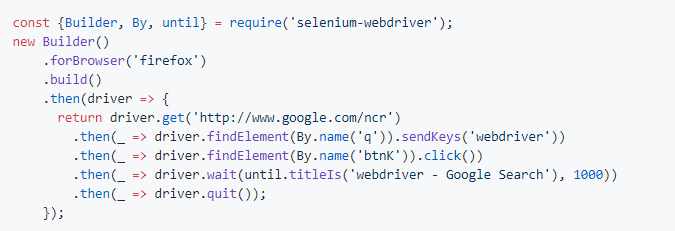 const {Builder, By, until} = require('selenium-webdriver');
new Builder()
    .forBrowser('firefox')
    .build()
    .then(driver => {
      return driver.get('http://www.google.com/ncr')
        .then(_ => driver.findElement(By.name('q')).sendKeys('webdriver'))
        .then(_ => driver.findElement(By.name('btnK')).click())
        .then(_ => driver.wait(until.titleIs('webdriver - Google Search'), 1000))
        .then(_ => driver.quit());
    });